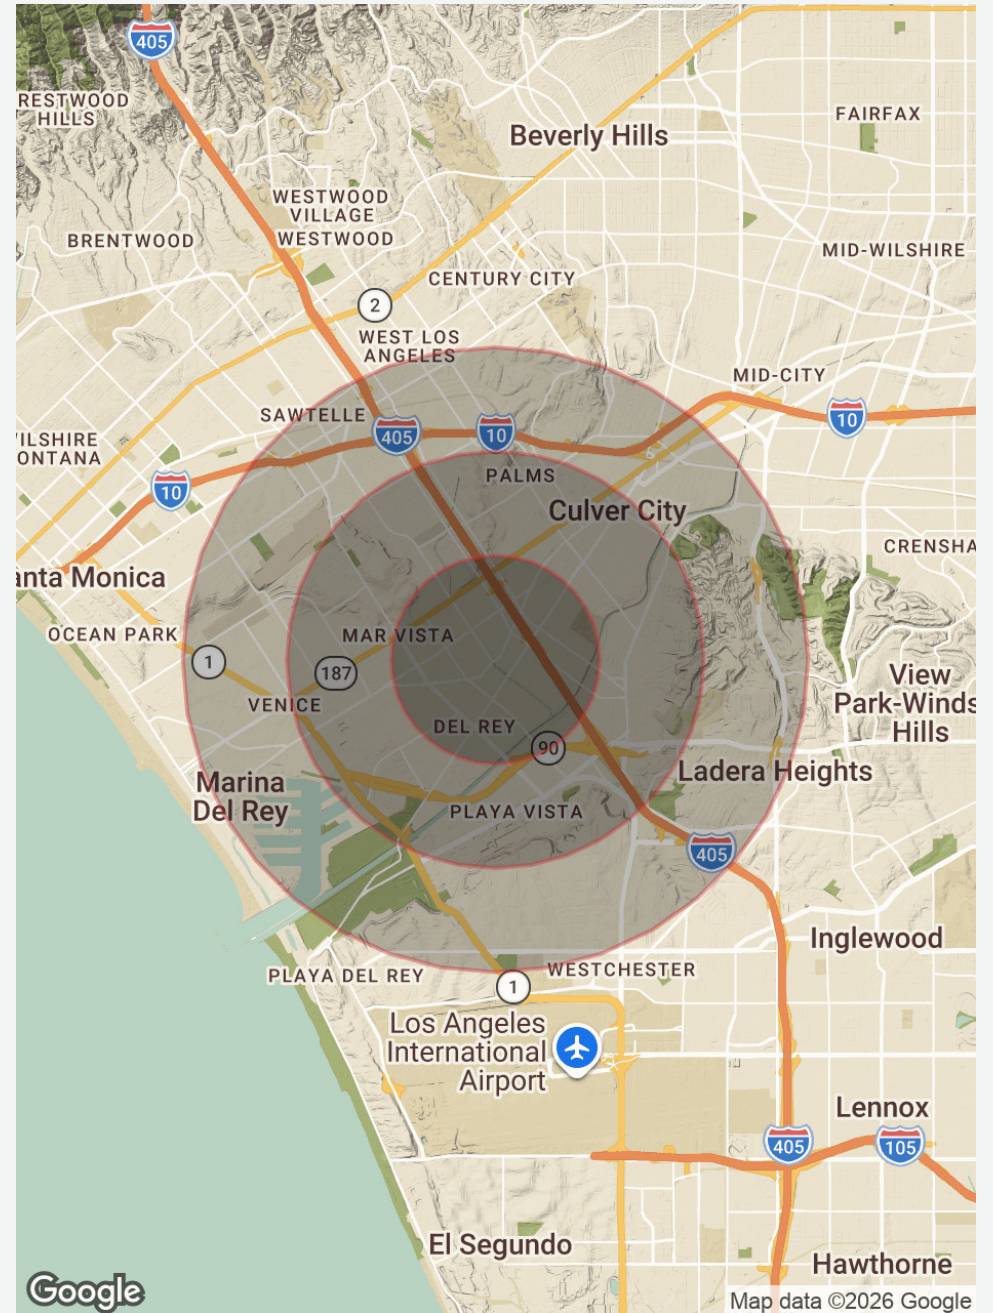 405
RESTWOOD
HILLS
FAIRFAX
Beverly Hills
WESTWOOD
VILLAGE
WESTWOOD
BRENTWOOD
MID-WILSHIRE
CENTURY CITY
2
WEST LOS
ANGELES
MID-CITY
SAWTELLE
405
10
10
ILSHIRE
ONTANA
10
PALMS
Culver City
CRENSHA
anta Monica
OCEAN PARK
MAR VISTA
1
187
VENICE
View
Park-Winds
Hills
DEL REY
90
Ladera Heights
Marina
Del Rey
PLAYA VISTA
405
Inglewood
PLAYA DEL REY
WESTCHESTER
1
Los Angeles
International
Airport
Lennox
405
105
El Segundo
Hawthorne
Google
Map data ©2026 Google